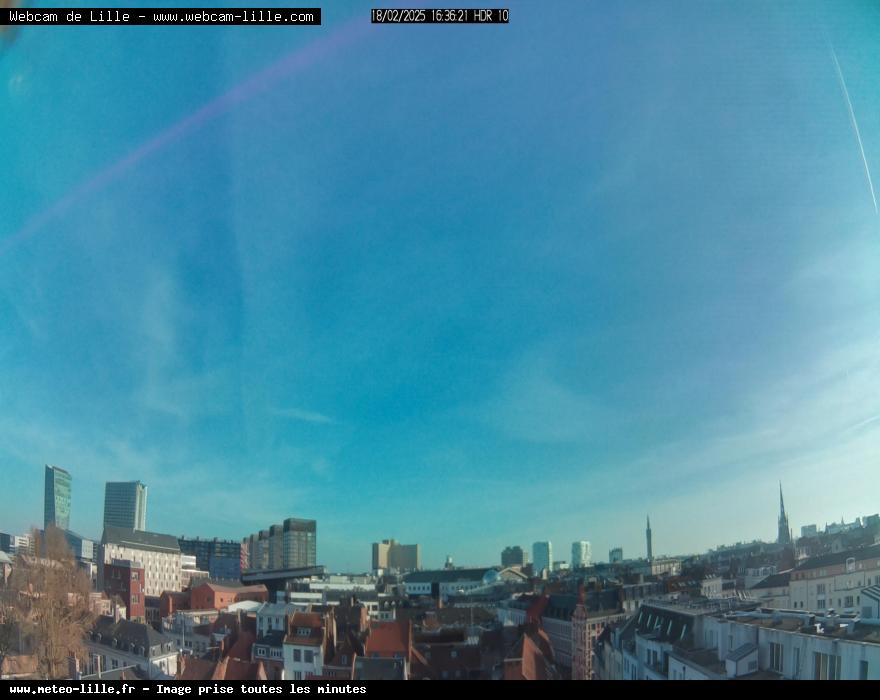 Webcam de Lille - www.webcam-lille.com
18/02/2025 16:36:21 HDR 10
www.meteo-lille.fr - Image prise toutes les minutes